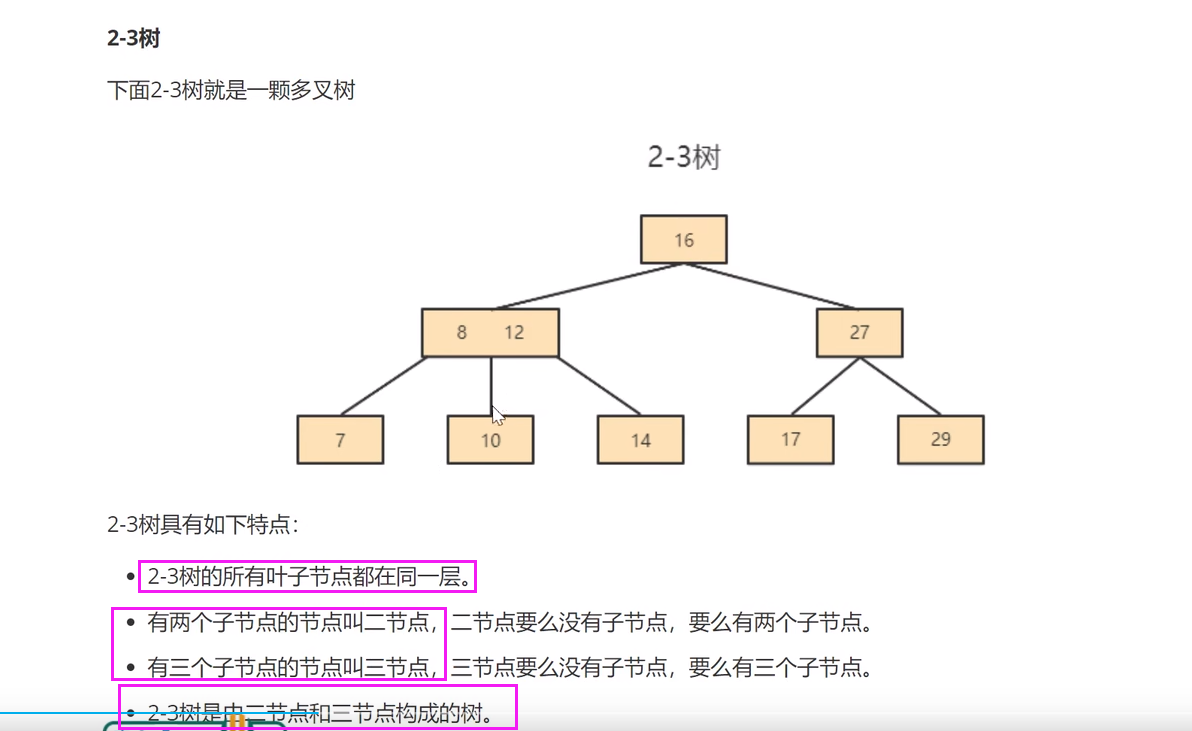 2-3树
下面2-3树就是一颗多叉树
2-3树
16
8 12
27
7
10
14
17
29
2-3树具有如下特点：
• 2-3树的所有叶子节点都在同一层。
• 有两个子节点的节点叫二节点，二节点要么没有子节点，要么有两个子节点。
• 有三个子节点的节点叫三节点，三节点要么没有子节点，要么有三个子节点。
• 2-3树是由二节点和三节点构成的树。